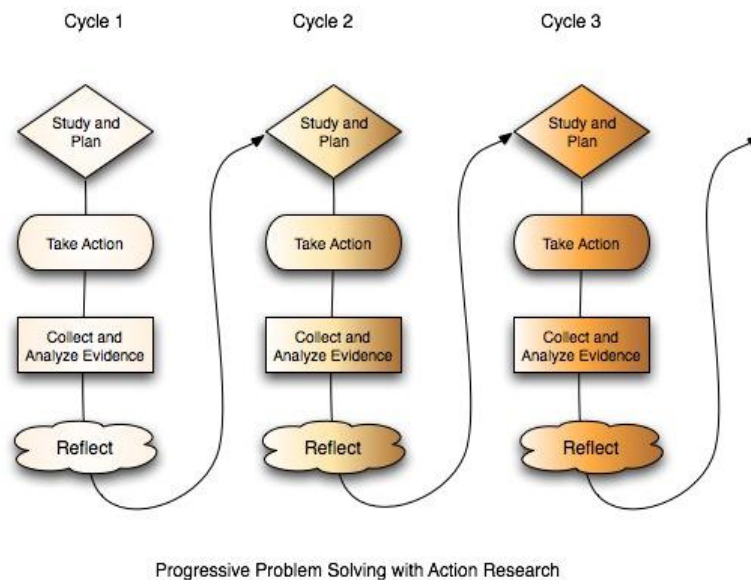 Cycle 1
Cycle 2
Cycle 3
Study and
Plan
Take Action
Collect and
Analyze Evidence
Reflect
Study and
Plan
Take Action
Collect and
Analyze Evidence
Reflect
Study and
Plan
Take Action
Collect and
Analyze Evidence
Reflect
Progressive Problem Solving with Action Research